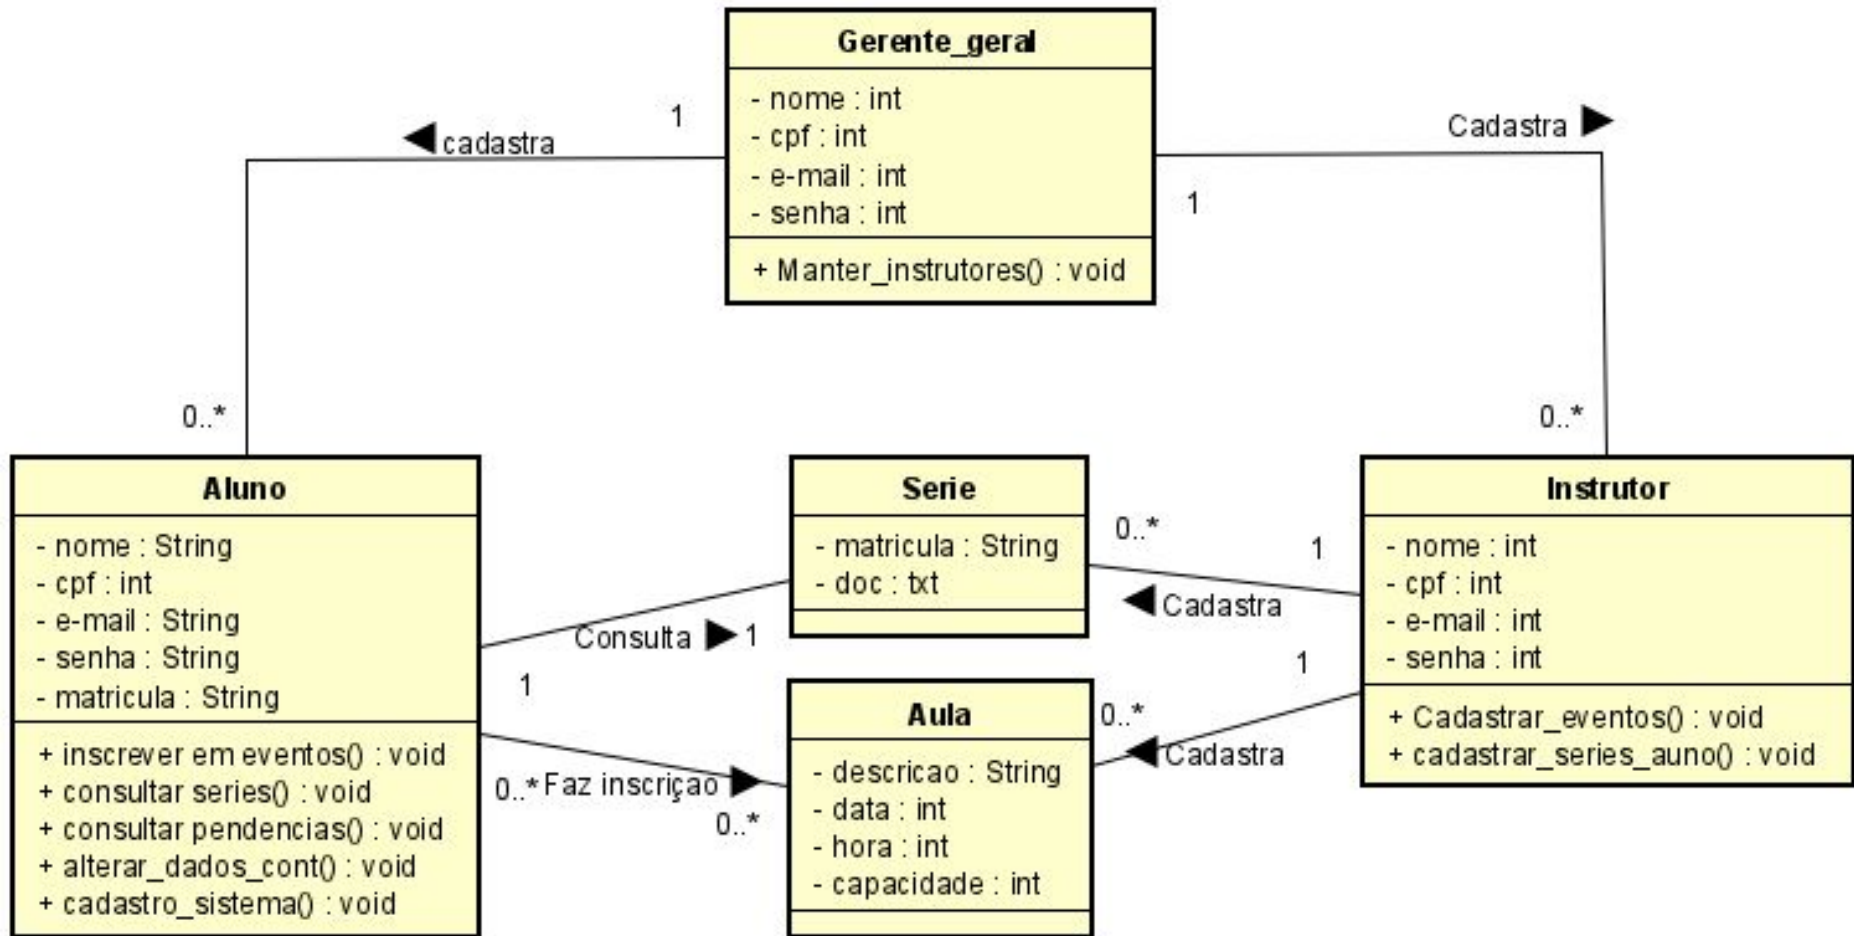 Gerente_geral
- nome : int
- cpf : int
- e-mail : int
- senha : int
+ Manter_instrutores() : void
1
cadastra
0..*
Cadastra
1
0..*
Aluno
- nome : String
- cpf : int
- e-mail : String
- senha : String
- matricula : String
+ inscrever em eventos() : void
+ consultar series() : void
+ consultar pendencias() : void
+ alterar_dados_cont() : void
+ cadastro_sistema() : void
Serie
- matricula : String
- doc : txt
Consulta
1
1
0..*
1
Cadastra
Aula
- descricao : String
- data : int
- hora : int
- capacidade : int
0..*
Faz inscriçao
0..*
0..*
1
Cadastra
Instrutor
- nome : int
- cpf : int
- e-mail : int
- senha : int
+ Cadastrar_eventos() : void
+ cadastrar_series_auno() : void